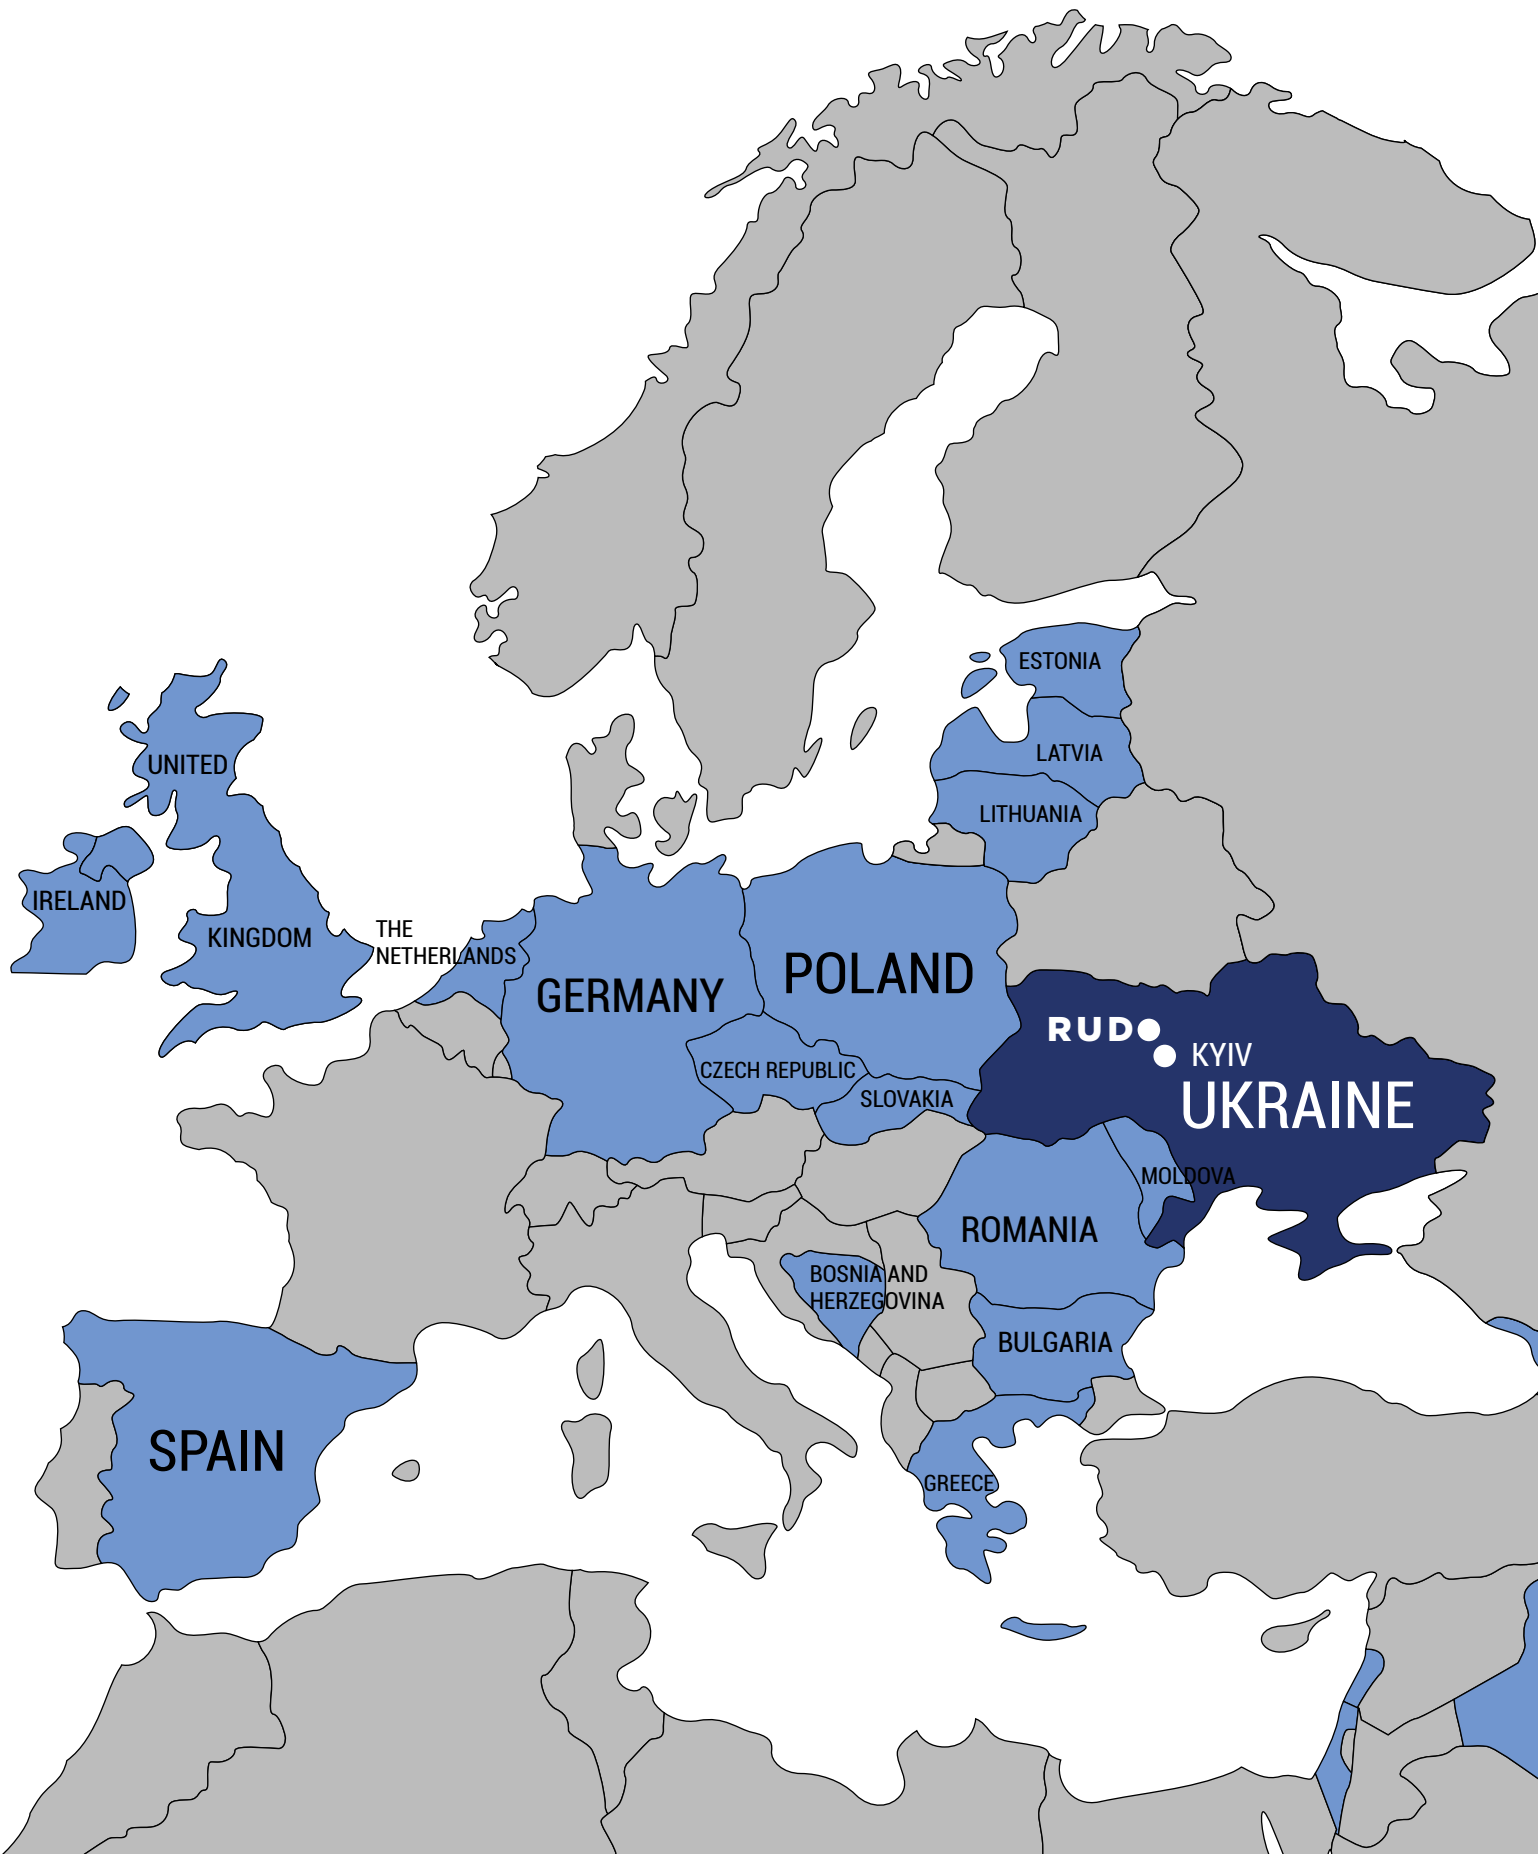 ESTONIA
LATVIA
LITHUANIA
UNITED
KINGDOM
IRELAND
THE
NETHERLANDS
GERMANY
POLAND
RUDO
KYIV
UKRAINE
CZECH REPUBLIC
SLOVAKIA
MOLDOVA
ROMANIA
BOSNIA AND
HERZEGOVINA
BULGARIA
SPAIN
GREECE